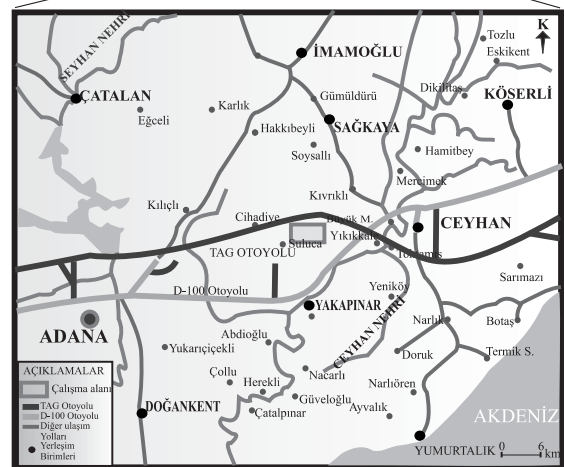 SEYHAN NEHRİ
İMAMOĞLU
Tozlu
K
Eskikent
ÇATALAN
Eğceli
Karlık
Gümüldürü
Dikilitaş
KÖSERLİ
Hakkıbeyli
SAĞKAYA
Soysallı
Hamitbey
Mercimek
Kıvrıklı
Kılıçlı
Cihadiye
Büyük M.
CEYHAN
TAG OTOYOLU
Suluca
Yıkıkkale
Toktamış
Sarımazı
D-100 Otoyolu
Yeniköy
YAKAPINAR
CEYHAN NEHRİ
ADANA
Abdioğlu
Narlık
Botaş
Yukarıçiçekli
Doruk
Termik S.
AÇIKLAMALAR
Çalışma alanı
TAG Otoyolu
D-100 Otoyolu
Diğer ulaşım
Yolları
Yerleşim
Birimleri
Çollu
Herekli
Nacarlı
Narlıören
DOĞANKENT
Çatalpınar
Güveloğlu
Ayvalık
AKDENİZ
YUMURTALIK
0 6 km